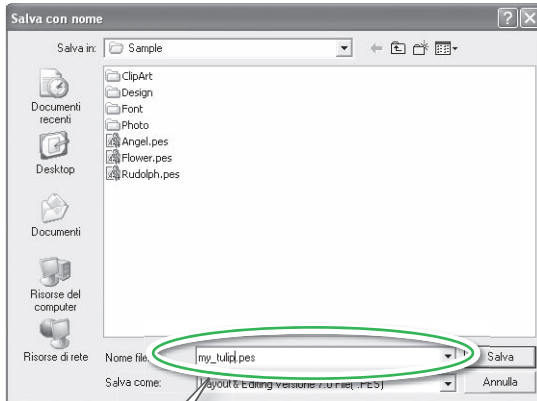 Salva con nome
Salva in: Sample
ClipArt
Design
Font
Photo
Angel.pes
Flower.pes
Rudolph.pes
Documenti
recenti
Desktop
Documenti
Risorse del
computer
Risorse di rete
Nome file: my_tulip.pes Salva
Salva come: Layout & Editing Versione 7.0 File(*.PES) Annulla